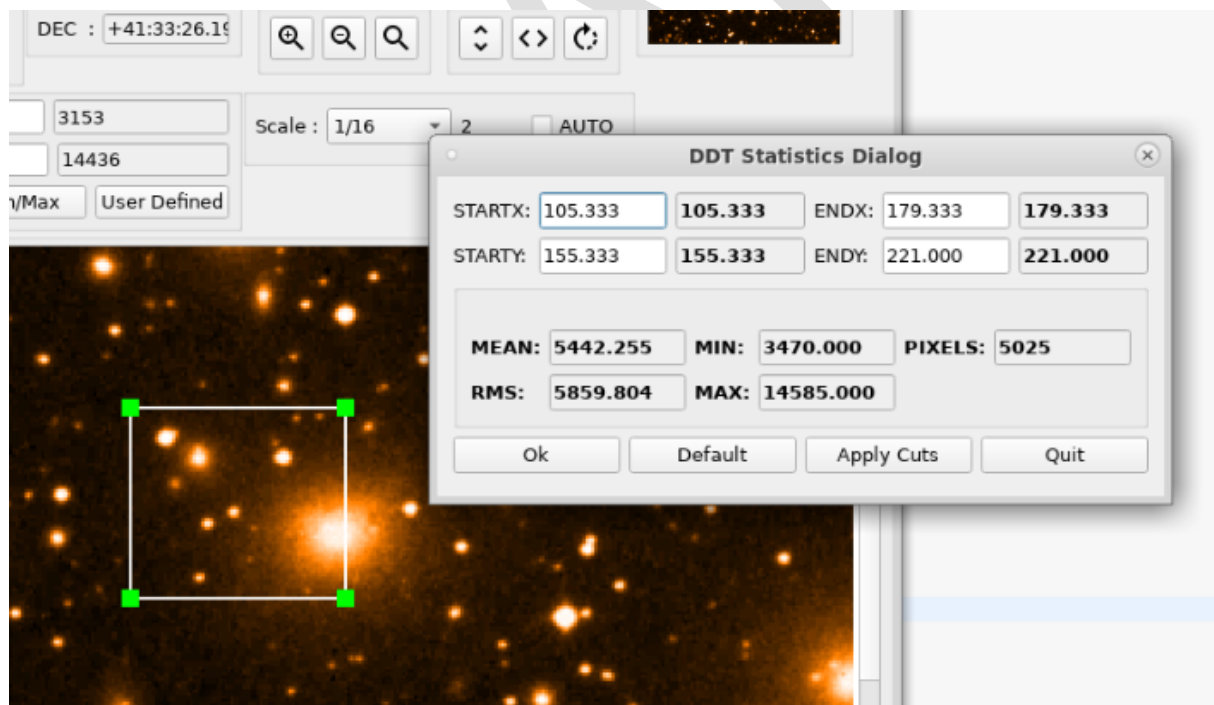 DEC : +41:33:26.19
3153
Scale : 1/16 2 AUTO
14436
User Defined
DDT Statistics Dialog
STARTX: 105.333 105.333 ENDX: 179.333 179.333
STARTY: 155.333 155.333 ENDY: 221.000 221.000
MEAN: 5442.255 MIN: 3470.000 PIXELS: 5025
RMS: 5859.804 MAX: 14585.000
Ok Default Apply Cuts Quit